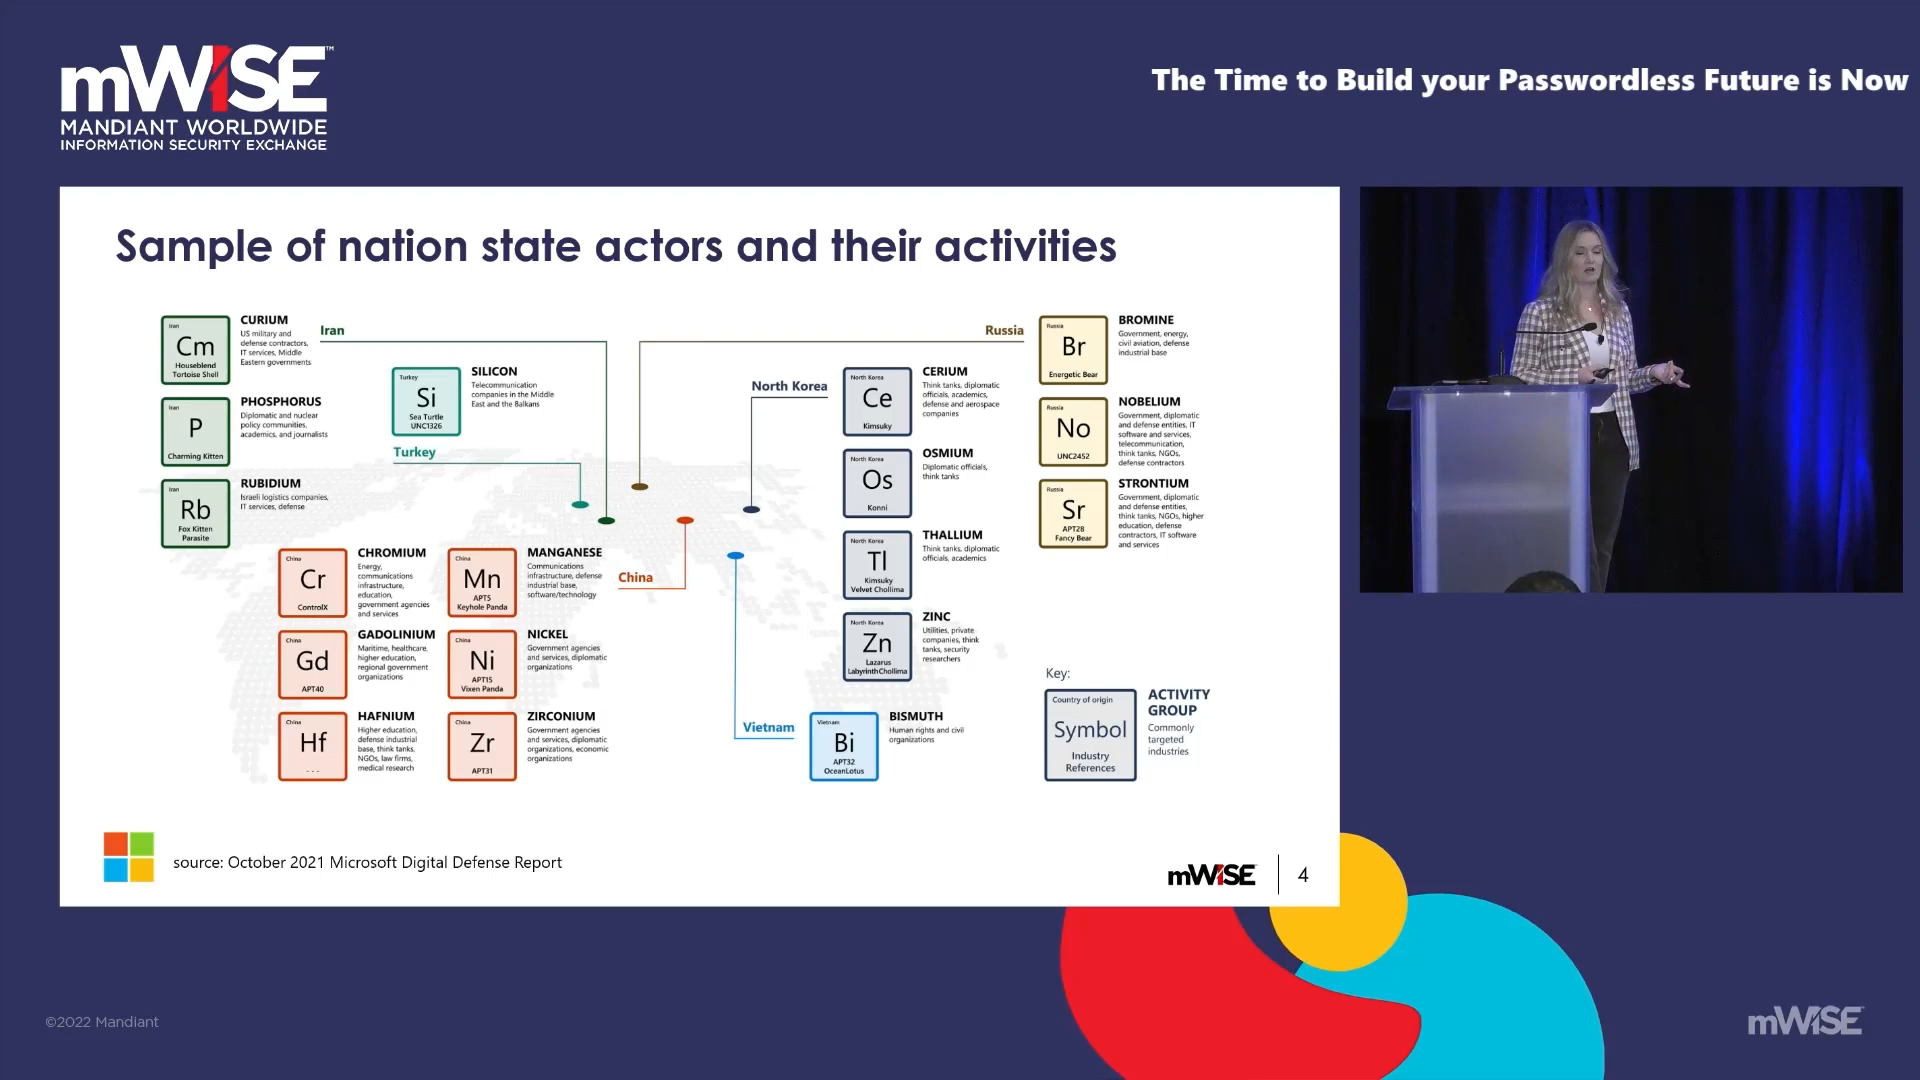 mWISE™
MANDIANT WORLDWIDE
INFORMATION SECURITY EXCHANGE
The Time to Build your Passwordless Future is Now
Sample of nation state actors and their activities
Iran
Cm
Houseblend
Tortoise Shell
CURIUM
US military and
defense contractors,
IT services, Middle
Eastern governments
Iran
P
Charming Kitten
PHOSPHORUS
Diplomatic and nuclear
policy communities,
academics, and journalists
Iran
Rb
Fox Kitten
Parasite
RUBIDIUM
Israeli logistics companies,
IT services, defense
Iran
Turkey
Si
Sea Turtle
UNC1326
SILICON
Telecommunication
companies in the Middle
East and the Balkans
Turkey
China
Cr
ControlX
CHROMIUM
Energy,
communications
infrastructure,
education,
government agencies
and services
China
Gd
APT40
GADOLINIUM
Maritime, healthcare,
higher education,
regional government
organizations
China
Hf
- - -
HAFNIUM
Higher education,
defense industrial
base, think tanks,
NGOs, law firms,
medical research
China
Mn
APT5
Keyhole Panda
MANGANESE
Communications
infrastructure, defense
industrial base,
software/technology
China
Ni
APT15
Vixen Panda
NICKEL
Government agencies
and services, diplomatic
organizations
China
Zr
APT31
ZIRCONIUM
Government agencies
and services, diplomatic
organizations, economic
organizations
China
North Korea
North Korea
Ce
Kimsuky
CERIUM
Think tanks, diplomatic
officials, academics,
defense and aerospace
companies
North Korea
Os
Konni
OSMIUM
Diplomatic officials,
think tanks
North Korea
Tl
Kimsuky
Velvet Chollima
THALLIUM
Think tanks, diplomatic
officials, academics
North Korea
Zn
Lazarus
LabyrinthChollima
ZINC
Utilities, private
companies, think
tanks, security
researchers
Vietnam
Vietnam
Bi
APT32
OceanLotus
BISMUTH
Human rights and civil
organizations
Russia
Russia
Br
Energetic Bear
BROMINE
Government, energy,
civil aviation, defense
industrial base
Russia
No
UNC2452
NOBELIUM
Government, diplomatic
and defense entities, IT
software and services,
telecommunication,
think tanks, NGOs,
defense contractors
Russia
Sr
APT28
Fancy Bear
STRONTIUM
Government, diplomatic
and defense entities,
think tanks, NGOs, higher
education, defense
contractors, IT software
and services
Key:
Country of origin
Symbol
Industry
References
ACTIVITY
GROUP
Commonly
targeted
industries
source: October 2021 Microsoft Digital Defense Report
mWISE
4
©2022 Mandiant
mWISE